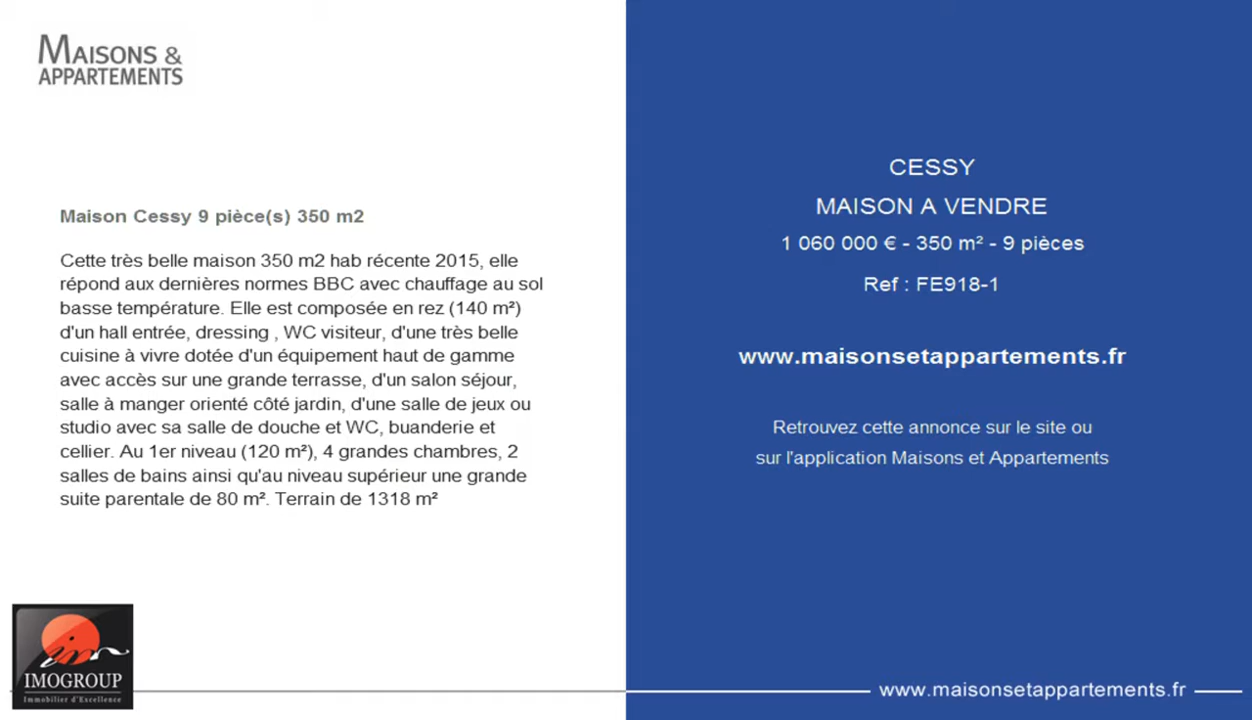 MAISONS &
APPARTEMENTS
Maison Cessy 9 pièce(s) 350 m2
Cette très belle maison 350 m2 hab récente 2015, elle
répond aux dernières normes BBC avec chauffage au sol
basse température. Elle est composée en rez (140 m²)
d'un hall entrée, dressing , WC visiteur, d'une très belle
cuisine à vivre dotée d'un équipement haut de gamme
avec accès sur une grande terrasse, d'un salon séjour,
salle à manger orienté côté jardin, d'une salle de jeux ou
studio avec sa salle de douche et WC, buanderie et
cellier. Au 1er niveau (120 m²), 4 grandes chambres, 2
salles de bains ainsi qu'au niveau supérieur une grande
suite parentale de 80 m². Terrain de 1318 m²
im
IMOGROUP
Immobilier d'Excellence
CESSY
MAISON A VENDRE
1 060 000 € - 350 m² - 9 pièces
Ref : FE918-1
www.maisonsetappartements.fr
Retrouvez cette annonce sur le site ou
sur l'application Maisons et Appartements
www.maisonsetappartements.fr